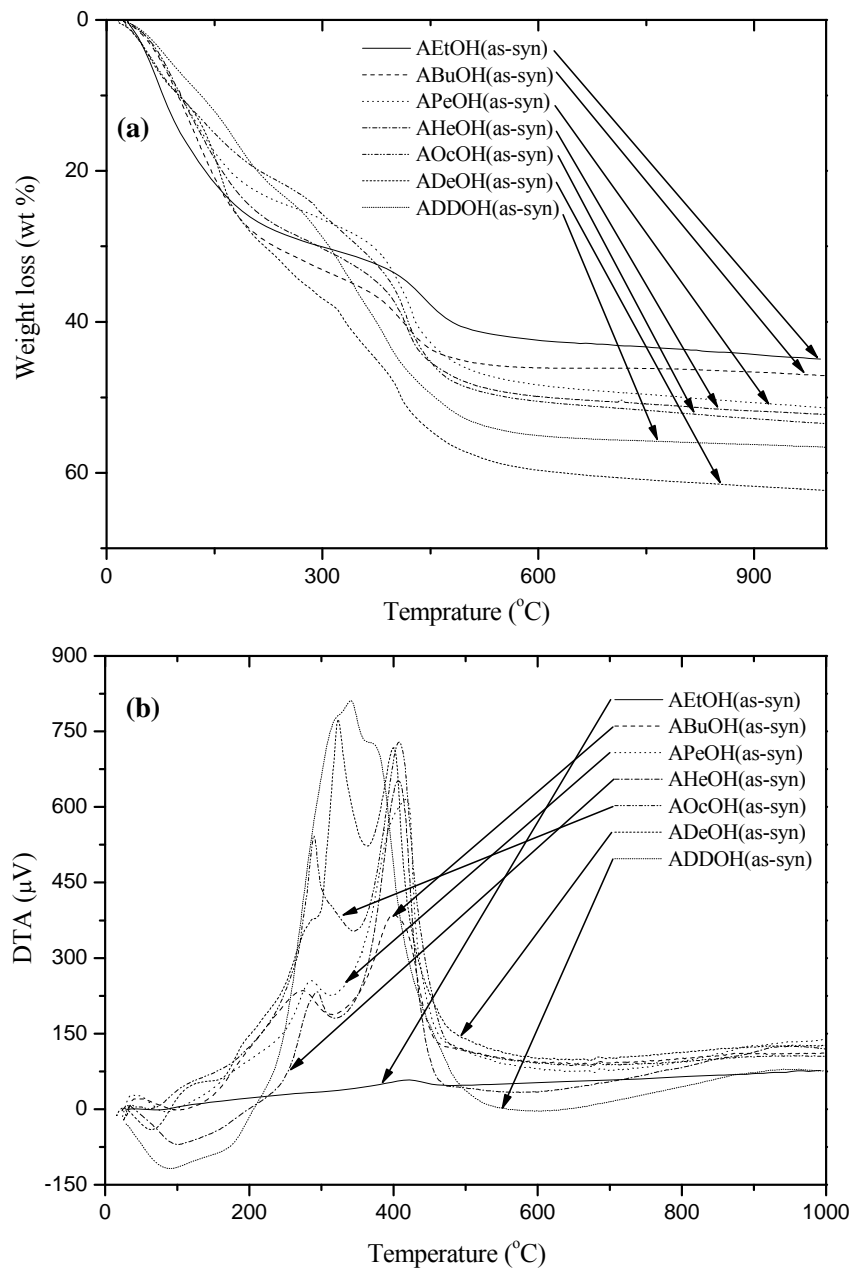 (a)
AEtOH(as-syn)
ABuOH(as-syn)
APeOH(as-syn)
AHeOH(as-syn)
AOcOH(as-syn)
ADeOH(as-syn)
ADDOH(as-syn)
Weight loss (wt %)
0
20
40
60
0
300
600
900
Temprature (°C)
(b)
AEtOH(as-syn)
ABuOH(as-syn)
APeOH(as-syn)
AHeOH(as-syn)
AOcOH(as-syn)
ADeOH(as-syn)
ADDOH(as-syn)
DTA (µV)
900
750
600
450
300
150
0
-150
0
200
400
600
800
1000
Temperature (°C)